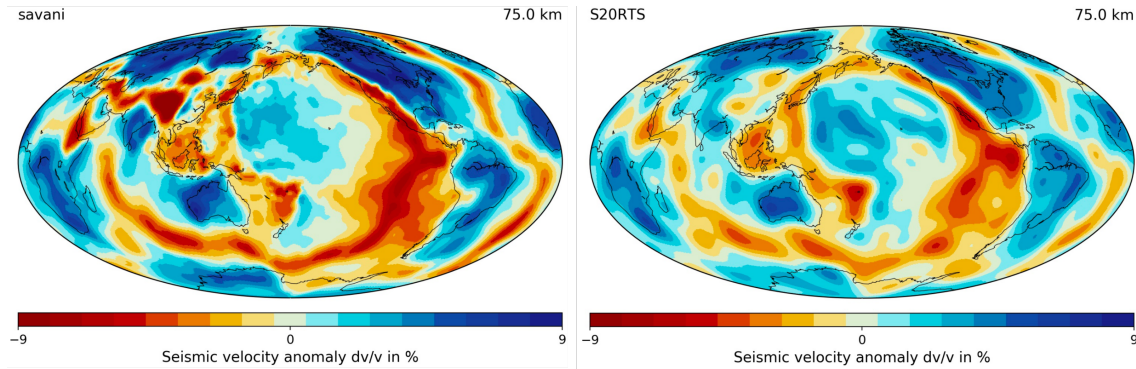 savani 75.0 km
−9 0 9
Seismic velocity anomaly dv/v in %
S20RTS 75.0 km
−9 0 9
Seismic velocity anomaly dv/v in %